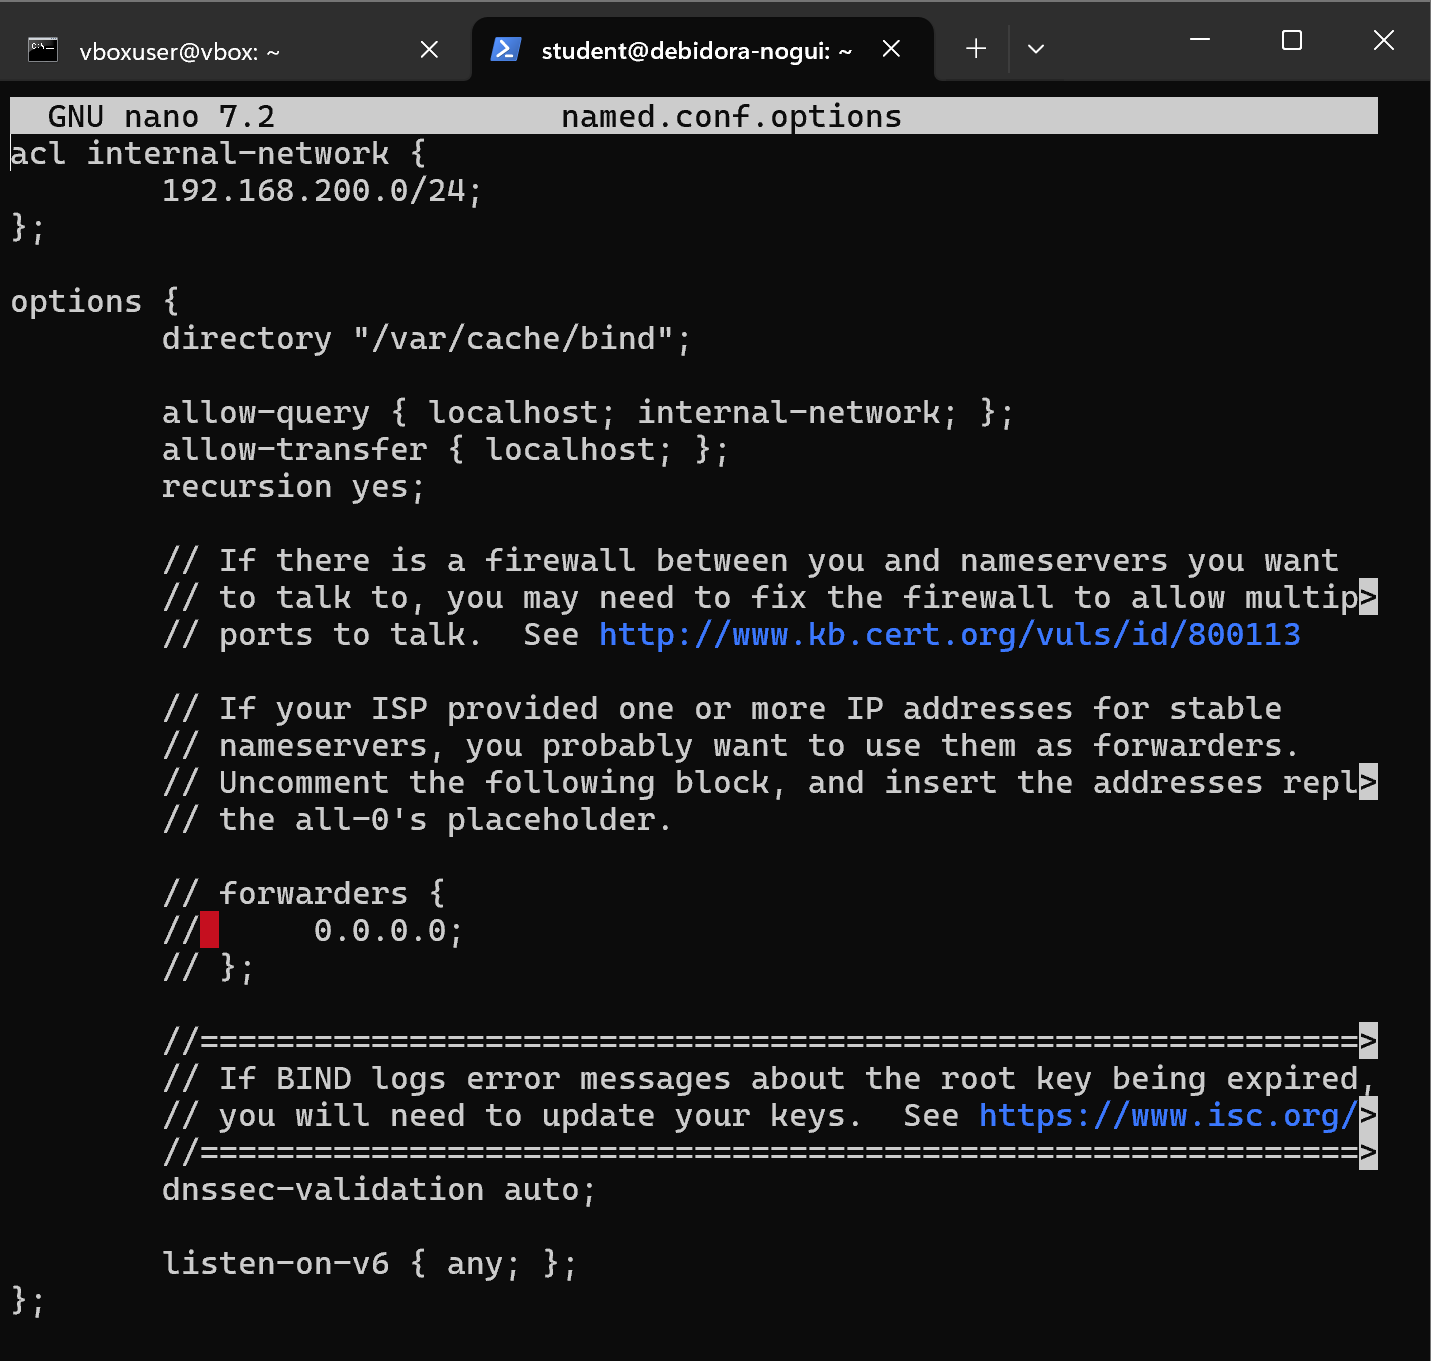 vboxuser@vbox: ~
student@debidora-nogui: ~
GNU nano 7.2 named.conf.options
acl internal-network {
192.168.200.0/24;
};
options {
directory "/var/cache/bind";
allow-query { localhost; internal-network; };
allow-transfer { localhost; };
recursion yes;
// If there is a firewall between you and nameservers you want
// to talk to, you may need to fix the firewall to allow multip>
// ports to talk.  See http://www.kb.cert.org/vuls/id/800113
// If your ISP provided one or more IP addresses for stable
// nameservers, you probably want to use them as forwarders.
// Uncomment the following block, and insert the addresses repl>
// the all-0's placeholder.
// forwarders {
//      0.0.0.0;
// };
//=============================================================>
// If BIND logs error messages about the root key being expired,
// you will need to update your keys.  See https://www.isc.org/>
//=============================================================>
dnssec-validation auto;
listen-on-v6 { any; };
};